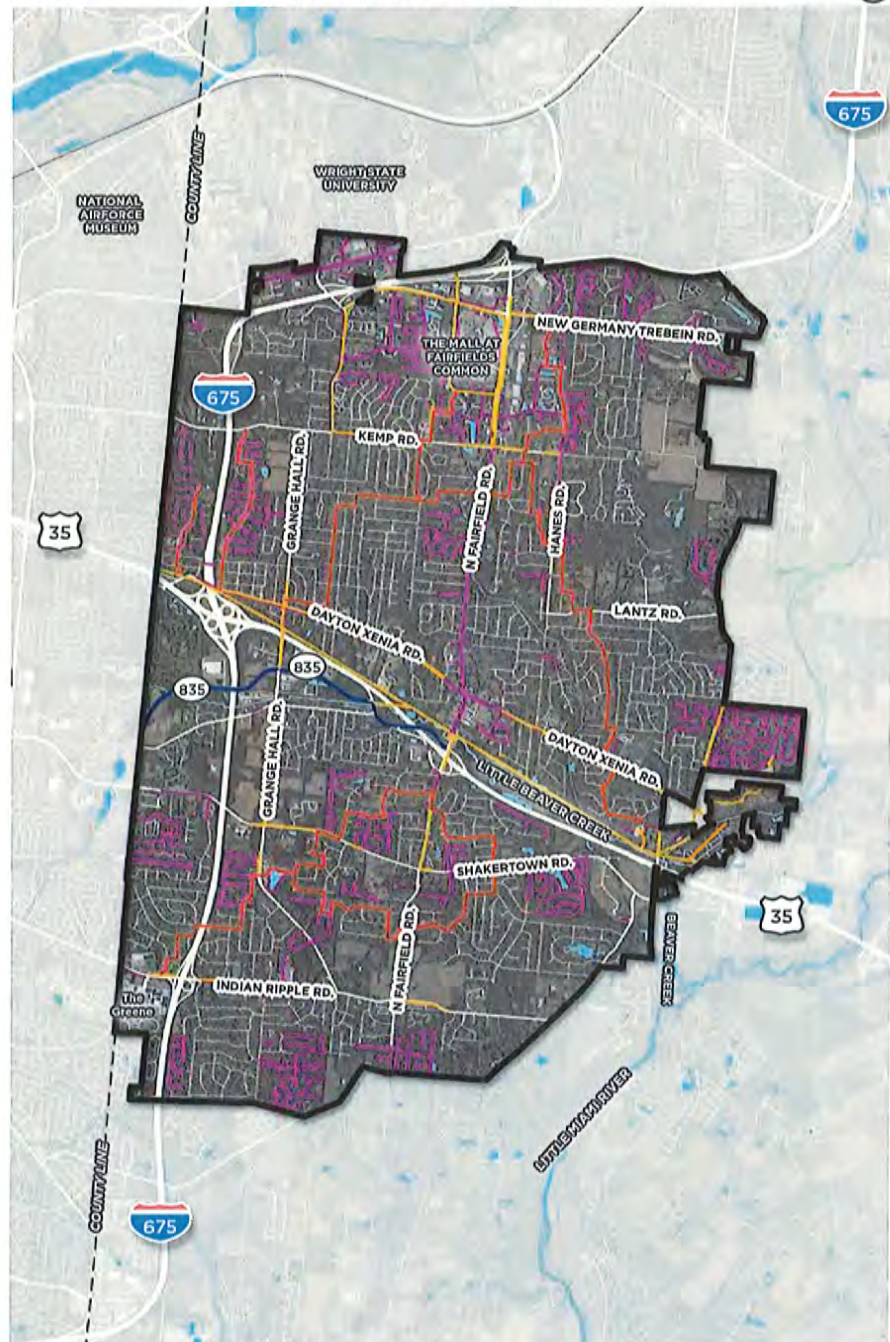 675
COUNTY LINE
WRIGHT STATE
UNIVERSITY
NATIONAL
AIRFORCE
MUSEUM
NEW GERMANY TREBEIN RD.
THE MALL AT
FAIRFIELDS
COMMON
675
KEMP RD.
GRANGE HALL RD.
N FAIRFIELD RD.
HANES RD.
35
LANTZ RD.
DAYTON XENIA RD.
835
835
GRANGE HALL RD.
DAYTON XENIA RD.
LITTLE BEAVER CREEK
SHAKERTOWN RD.
35
N FAIRFIELD RD.
BEAVER CREEK
INDIAN RIPPLE RD.
The
Greene
LITTLE MIAMI RIVER
COUNTY LINE
675